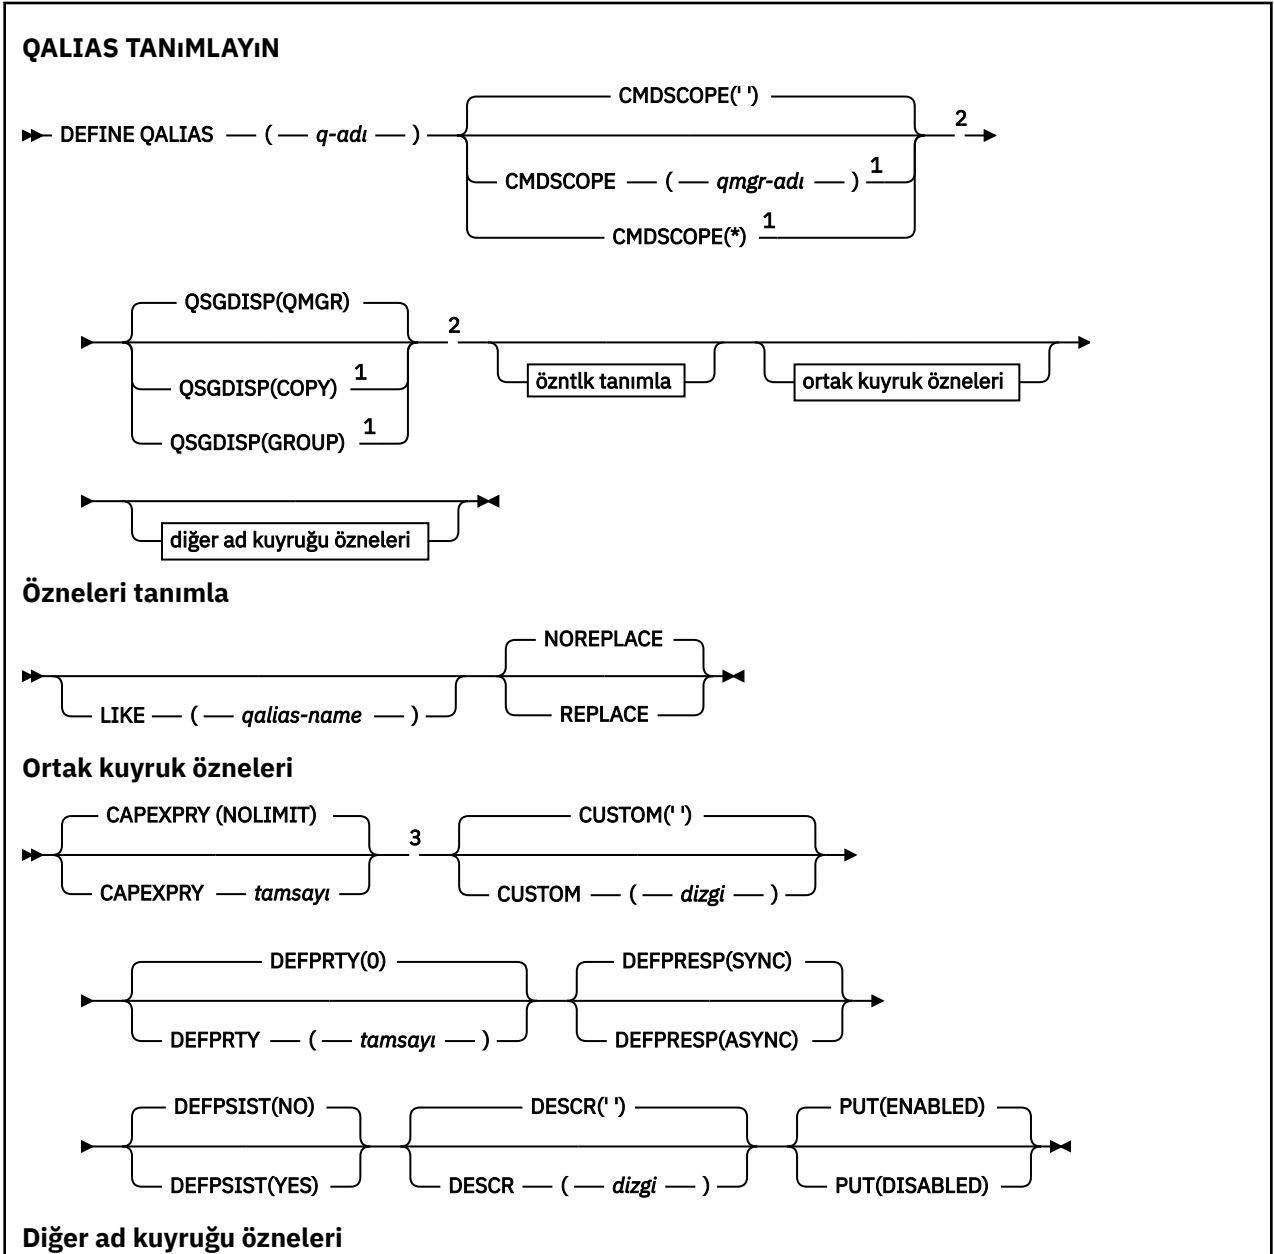 QALIAS TANıMLAYıN
CMDSCOPE(' ')
DEFINE QALIAS ( q-adı ) 2
CMDSCOPE ( qmgr-adı ) 1
CMDSCOPE(*) 1
QSGDISP(QMGR)
2
QSGDISP(COPY) 1
özntlk tanımla ortak kuyruk özneleri
QSGDISP(GROUP) 1
diğer ad kuyruğu özneleri
Özneleri tanımla
NOREPLACE
LIKE ( qalias-name ) REPLACE
Ortak kuyruk özneleri
CAPEXPRY (NOLIMIT) CUSTOM(' ')
3
CAPEXPRY tamsayı CUSTOM ( dizgi )
DEFPRTY(0) DEFPRESP(SYNC)
DEFPRTY ( tamsayı ) DEFPRESP(ASYNC)
DEFPSIST(NO) DESCR(' ') PUT(ENABLED)
DEFPSIST(YES) DESCR ( dizgi ) PUT(DISABLED)
Diğer ad kuyruğu özneleri